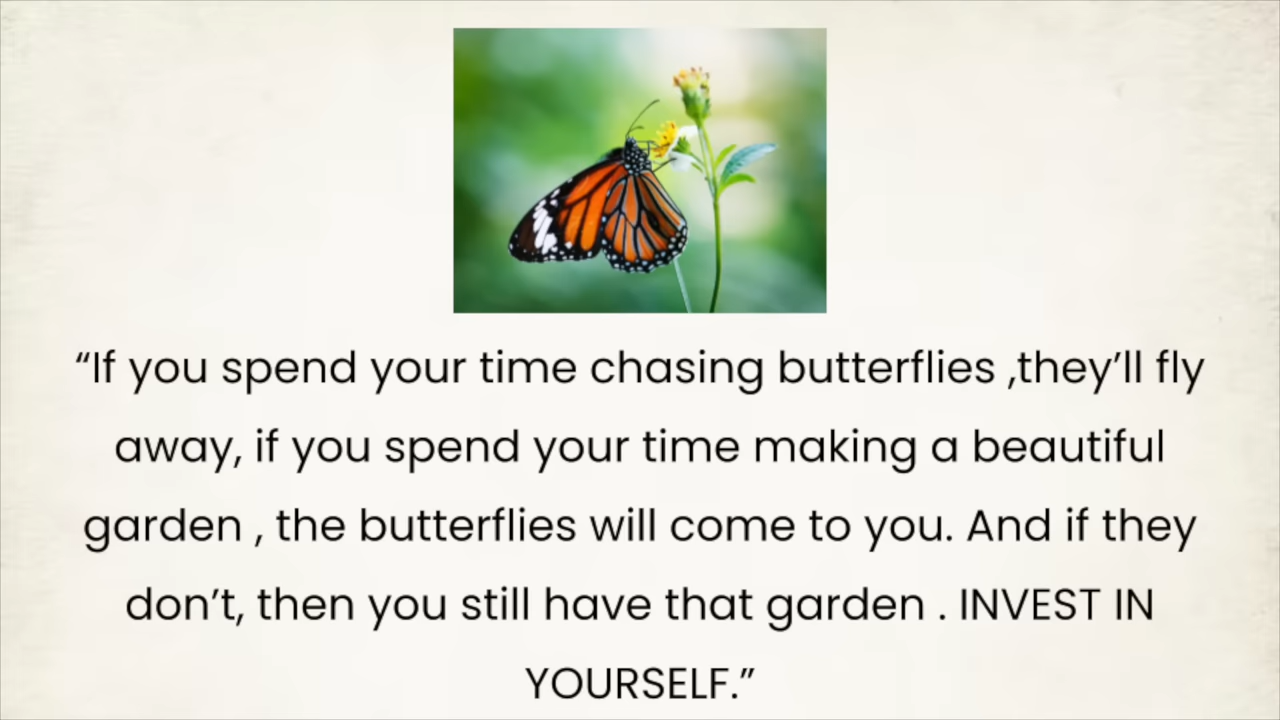 “If you spend your time chasing butterflies ,they’ll fly
away, if you spend your time making a beautiful
garden , the butterflies will come to you. And if they
don’t, then you still have that garden . INVEST IN
YOURSELF.”